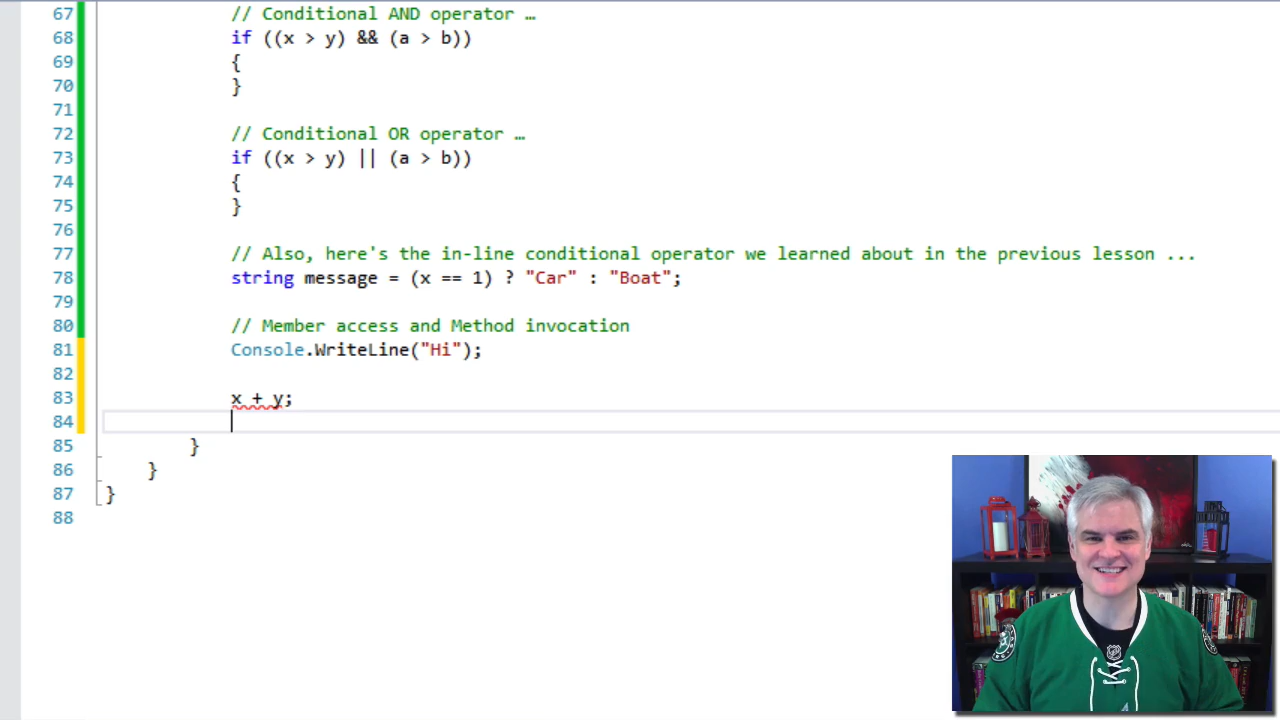 67 // Conditional AND operator …
68 if ((x > y) && (a > b))
69 {
70 }
71
72 // Conditional OR operator …
73 if ((x > y) || (a > b))
74 {
75 }
76
77 // Also, here's the in-line conditional operator we learned about in the previous lesson ...
78 string message = (x == 1) ? "Car" : "Boat";
79
80 // Member access and Method invocation
81 Console.WriteLine("Hi");
82
83 x + y;
84
85 }
86 }
87 }
88